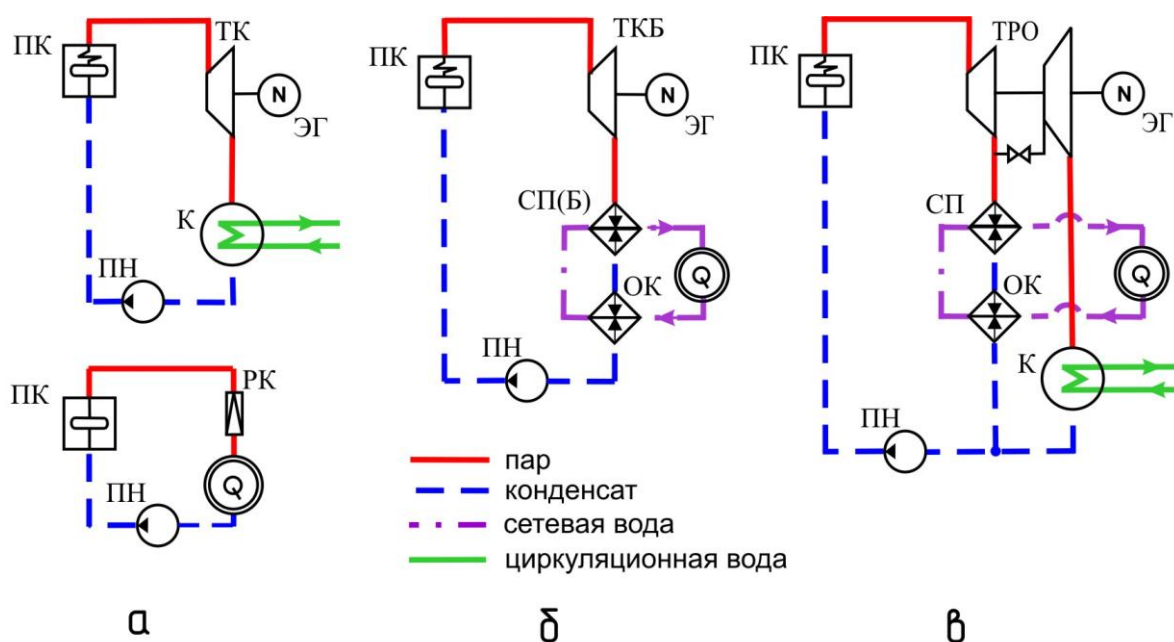 ПК
ТК
N
ЭГ
К
ПН
ПК
РК
Q
ПН
ПК
ТКБ
N
ЭГ
СП(Б)
Q
ОК
ПН
ПК
ТРО
N
ЭГ
СП
Q
ОК
К
ПН
пар
конденсат
сетевая вода
циркуляционная вода
а
б
в